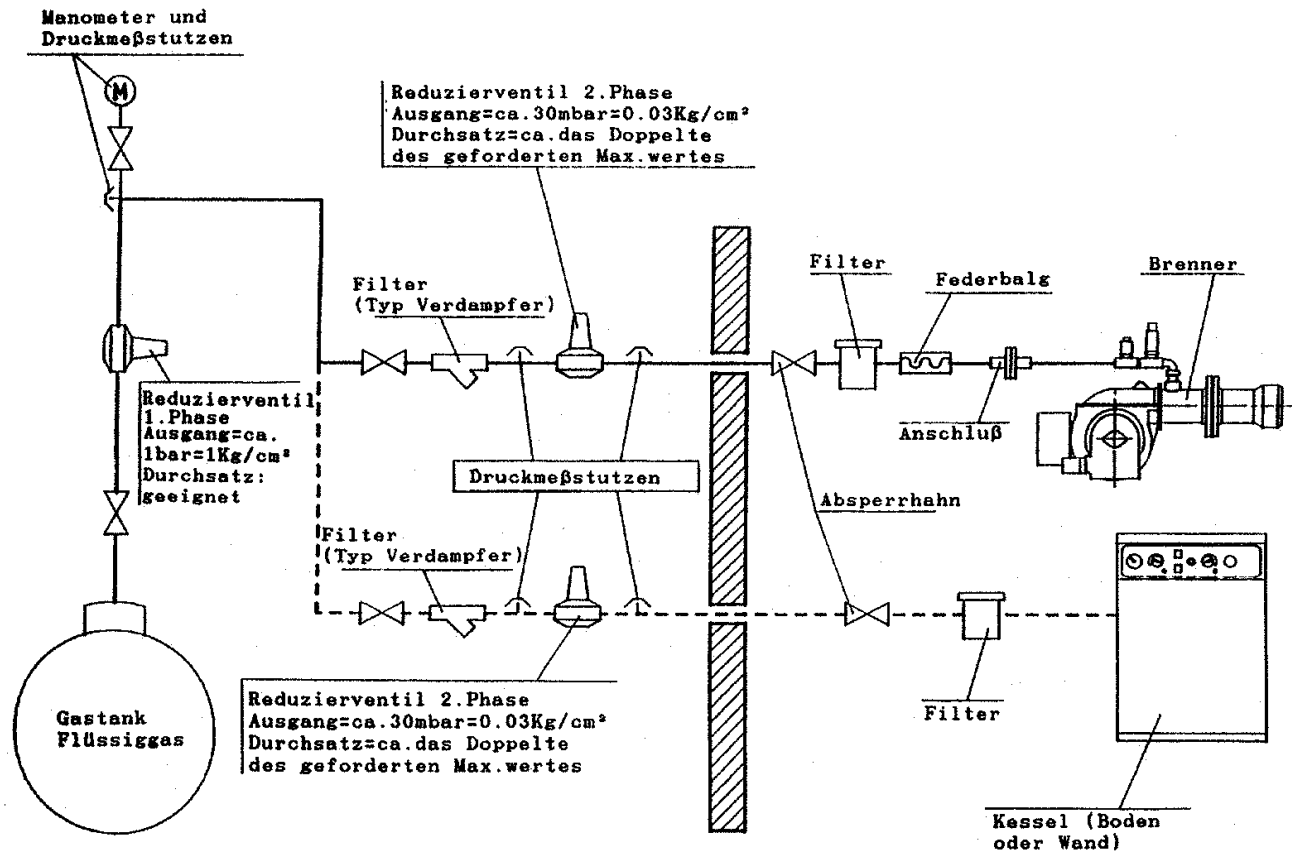 Manometer und
Druckmeßstutzen
M
Reduzierventil 2.Phase
Ausgang=ca.30mbar=0.03Kg/cm²
Durchsatz=ca.das Doppelte
des geforderten Max.wertes
Filter
(Typ Verdampfer)
Filter
Federbalg
Brenner
Reduzierventil
1.Phase
Ausgang=ca.
1bar=1Kg/cm²
Durchsatz:
geeignet
Anschluß
Druckmeßstutzen
Absperrhahn
Filter
(Typ Verdampfer)
Reduzierventil 2.Phase
Ausgang=ca.30mbar=0.03Kg/cm²
Durchsatz=ca.das Doppelte
des geforderten Max.wertes
Gastank
Flüssiggas
Filter
Kessel (Boden
oder Wand)